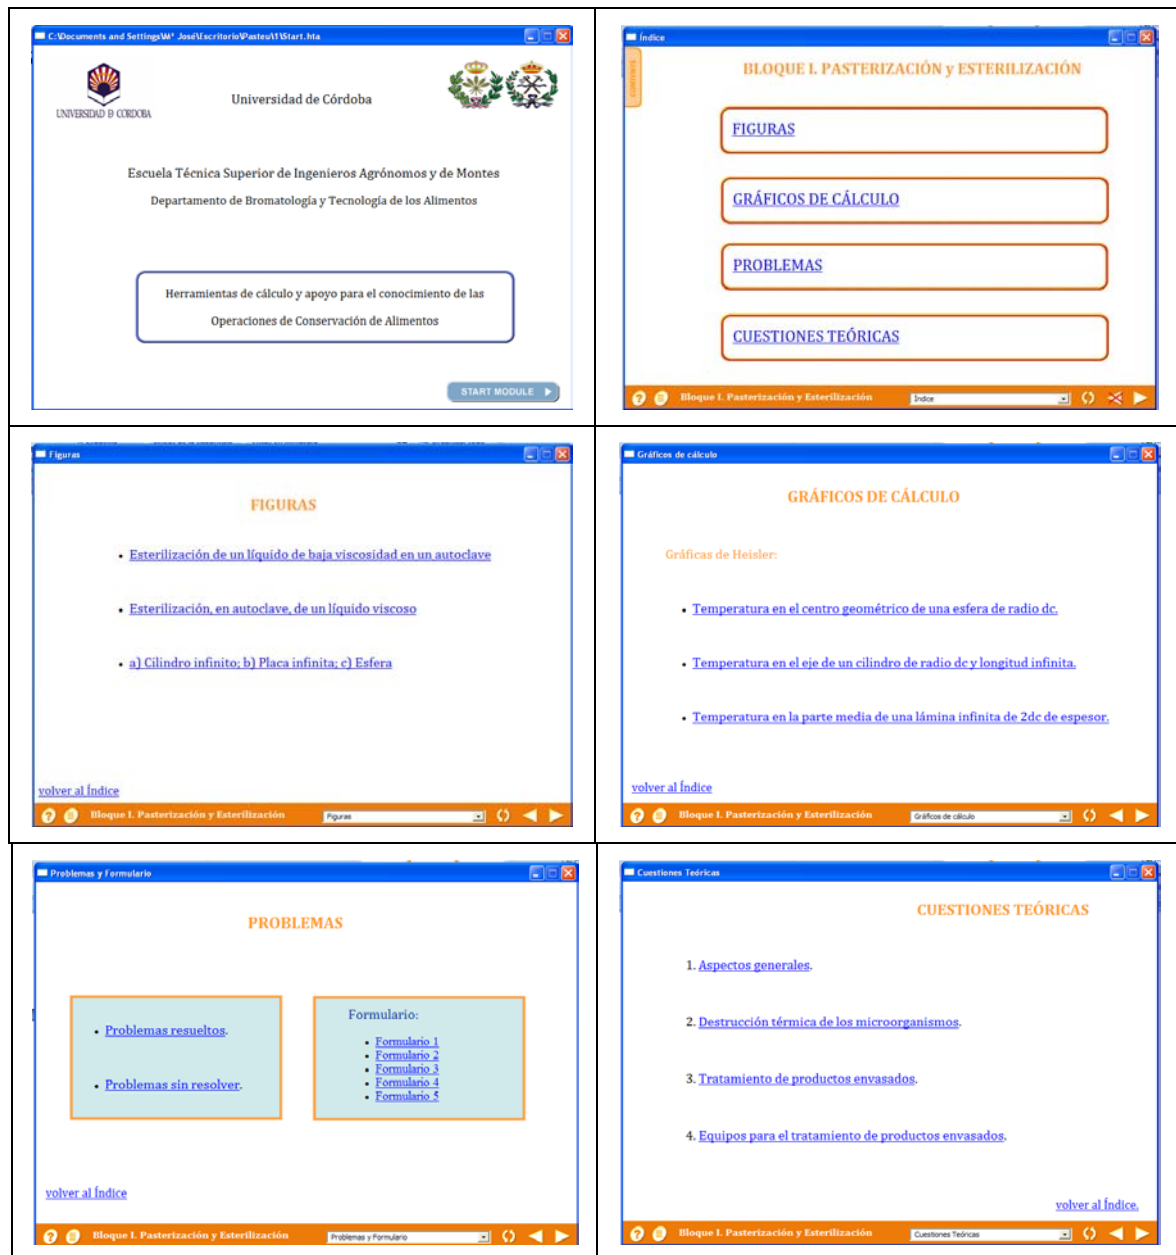 C:\Documents and Settings\Mª José\Escritorio\Pasteu\1\Start.hta
UNIVERSIDAD D CORDOBA
Universidad de Córdoba
Escuela Técnica Superior de Ingenieros Agrónomos y de Montes
Departamento de Bromatología y Tecnología de los Alimentos
Herramientas de cálculo y apoyo para el conocimiento de las
Operaciones de Conservación de Alimentos
START MODULE
Índice
BLOQUE I. PASTERIZACIÓN y ESTERILIZACIÓN
FIGURAS
GRÁFICOS DE CÁLCULO
PROBLEMAS
CUESTIONES TEÓRICAS
Bloque I. Pasterización y Esterilización
Índice
Figuras
FIGURAS
• Esterilización de un líquido de baja viscosidad en un autoclave
• Esterilización, en autoclave, de un líquido viscoso
• a) Cilindro infinito; b) Placa infinita; c) Esfera
volver al Índice
Bloque I. Pasterización y Esterilización
Figuras
Gráficos de cálculo
GRÁFICOS DE CÁLCULO
Gráficas de Heisler:
• Temperatura en el centro geométrico de una esfera de radio dc.
• Temperatura en el eje de un cilindro de radio dc y longitud infinita.
• Temperatura en la parte media de una lámina infinita de 2dc de espesor.
volver al Índice
Bloque I. Pasterización y Esterilización
Gráficos de cálculo
Problemas y Formulario
PROBLEMAS
• Problemas resueltos.
• Problemas sin resolver.
Formulario:
• Formulario 1
• Formulario 2
• Formulario 3
• Formulario 4
• Formulario 5
volver al Índice
Bloque I. Pasterización y Esterilización
Problemas y Formulario
Cuestiones Teóricas
CUESTIONES TEÓRICAS
1. Aspectos generales.
2. Destrucción térmica de los microorganismos.
3. Tratamiento de productos envasados.
4. Equipos para el tratamiento de productos envasados.
volver al Índice.
Bloque I. Pasterización y Esterilización
Cuestiones Teóricas